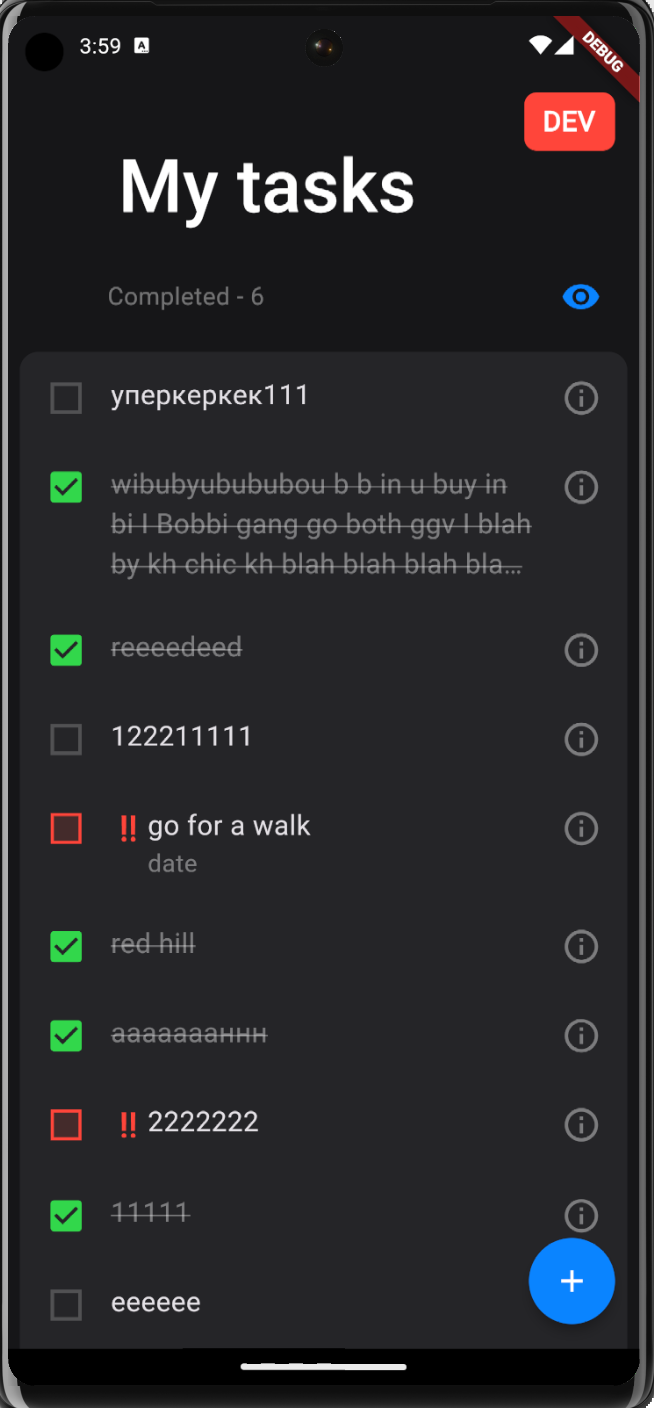 3:59 A
DEBUG
DEV
My tasks
Completed - 6
уперкеркек111
wibubyubububou b b in u buy in
bi I Bobbi gang go both ggv I blah
by kh chic kh blah blah blah bla…
reeeedeed
122211111
‼ go for a walk
date
red hill
аааааааннн
‼ 2222222
11111
eeeeee
+